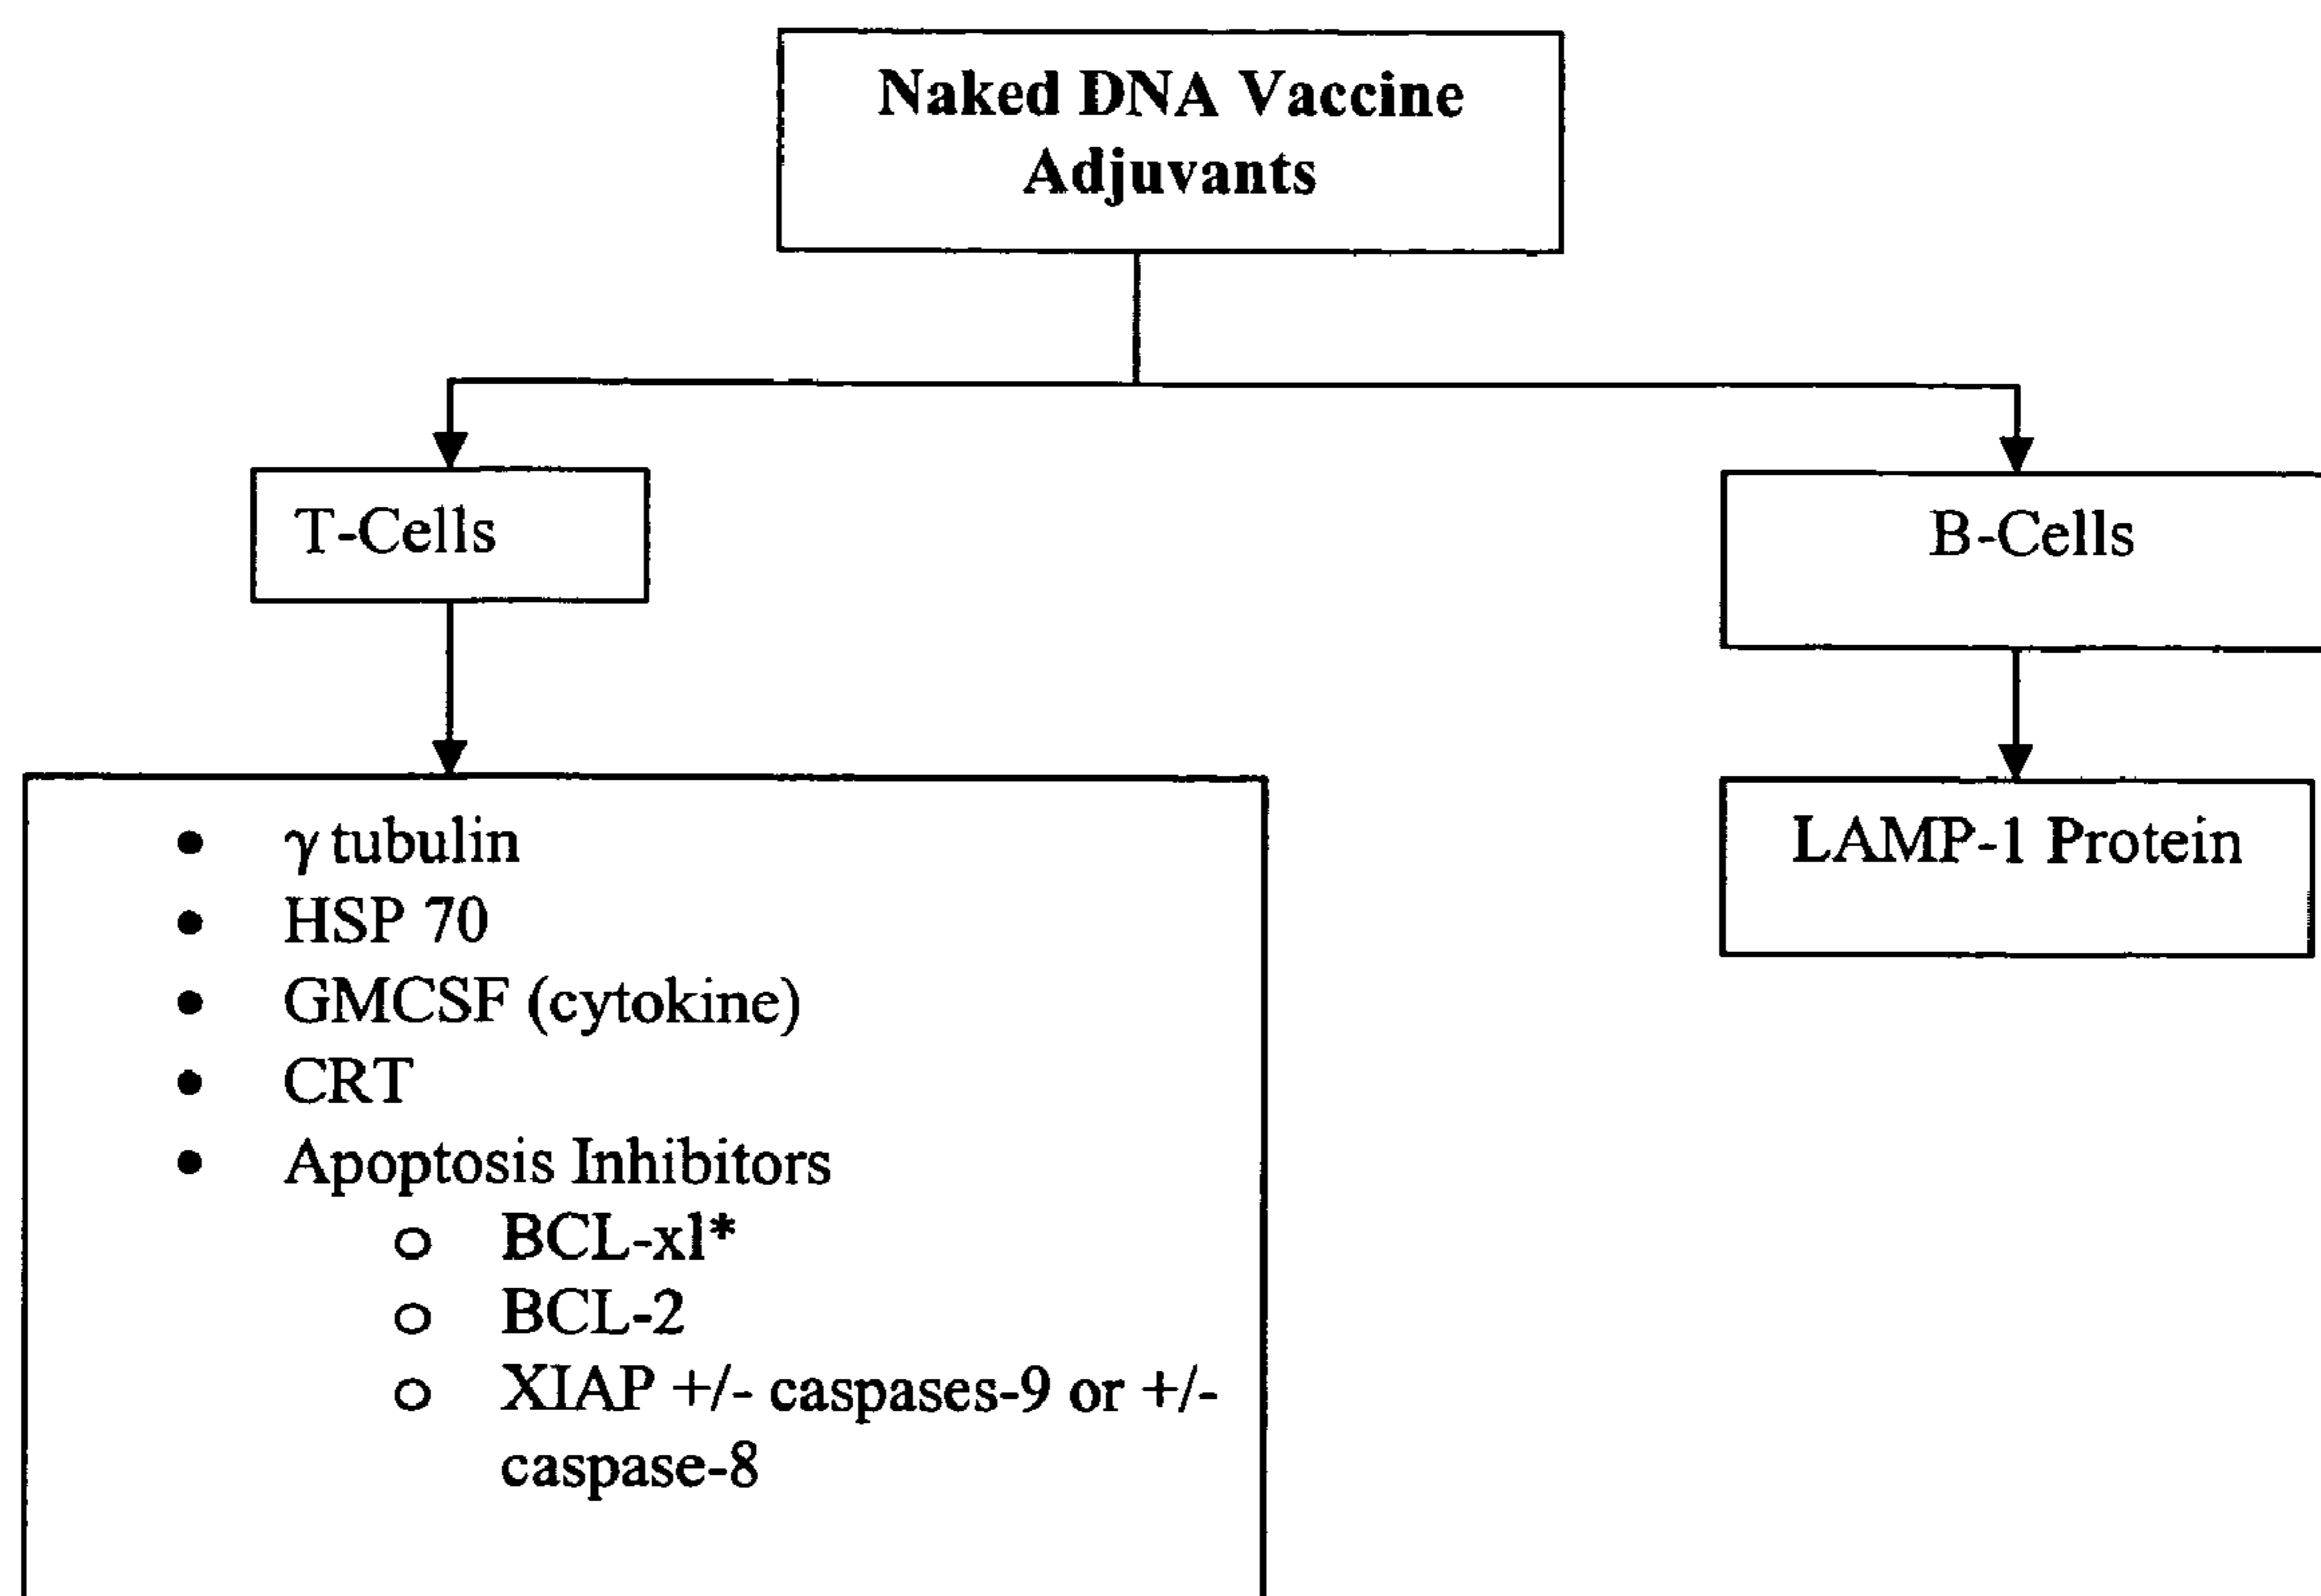 Naked DNA Vaccine
Adjuvants
T-Cells
B-Cells
• γ tubulin
• HSP 70
• GMCSF (cytokine)
• CRT
• Apoptosis Inhibitors
o BCL-xl*
o BCL-2
o XIAP +/- caspases-9 or +/-
caspase-8
LAMP-1 Protein